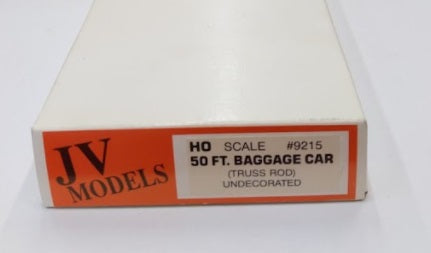 JV
MODELS
HO SCALE #9215
50 FT. BAGGAGE CAR
(TRUSS ROD)
UNDECORATED